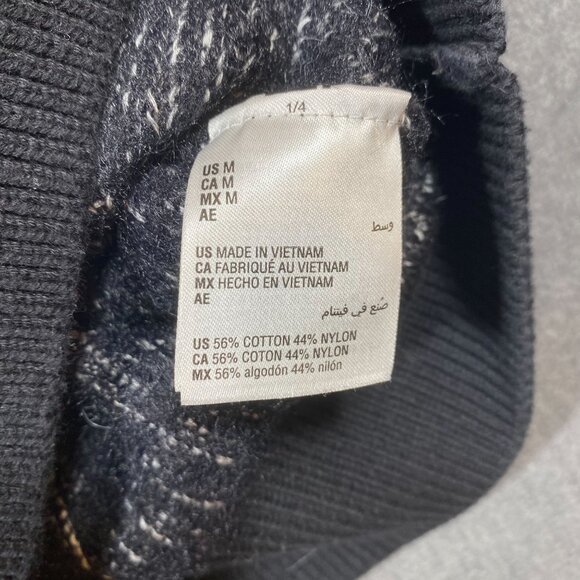 1/4
US M
CA M
MX M
AE
وسط
US MADE IN VIETNAM
CA FABRIQUÉ AU VIETNAM
MX HECHO EN VIETNAM
AE
صُنع في فيتنام
US 56% COTTON 44% NYLON
CA 56% COTON 44% NYLON
MX 56% algodón 44% nilón